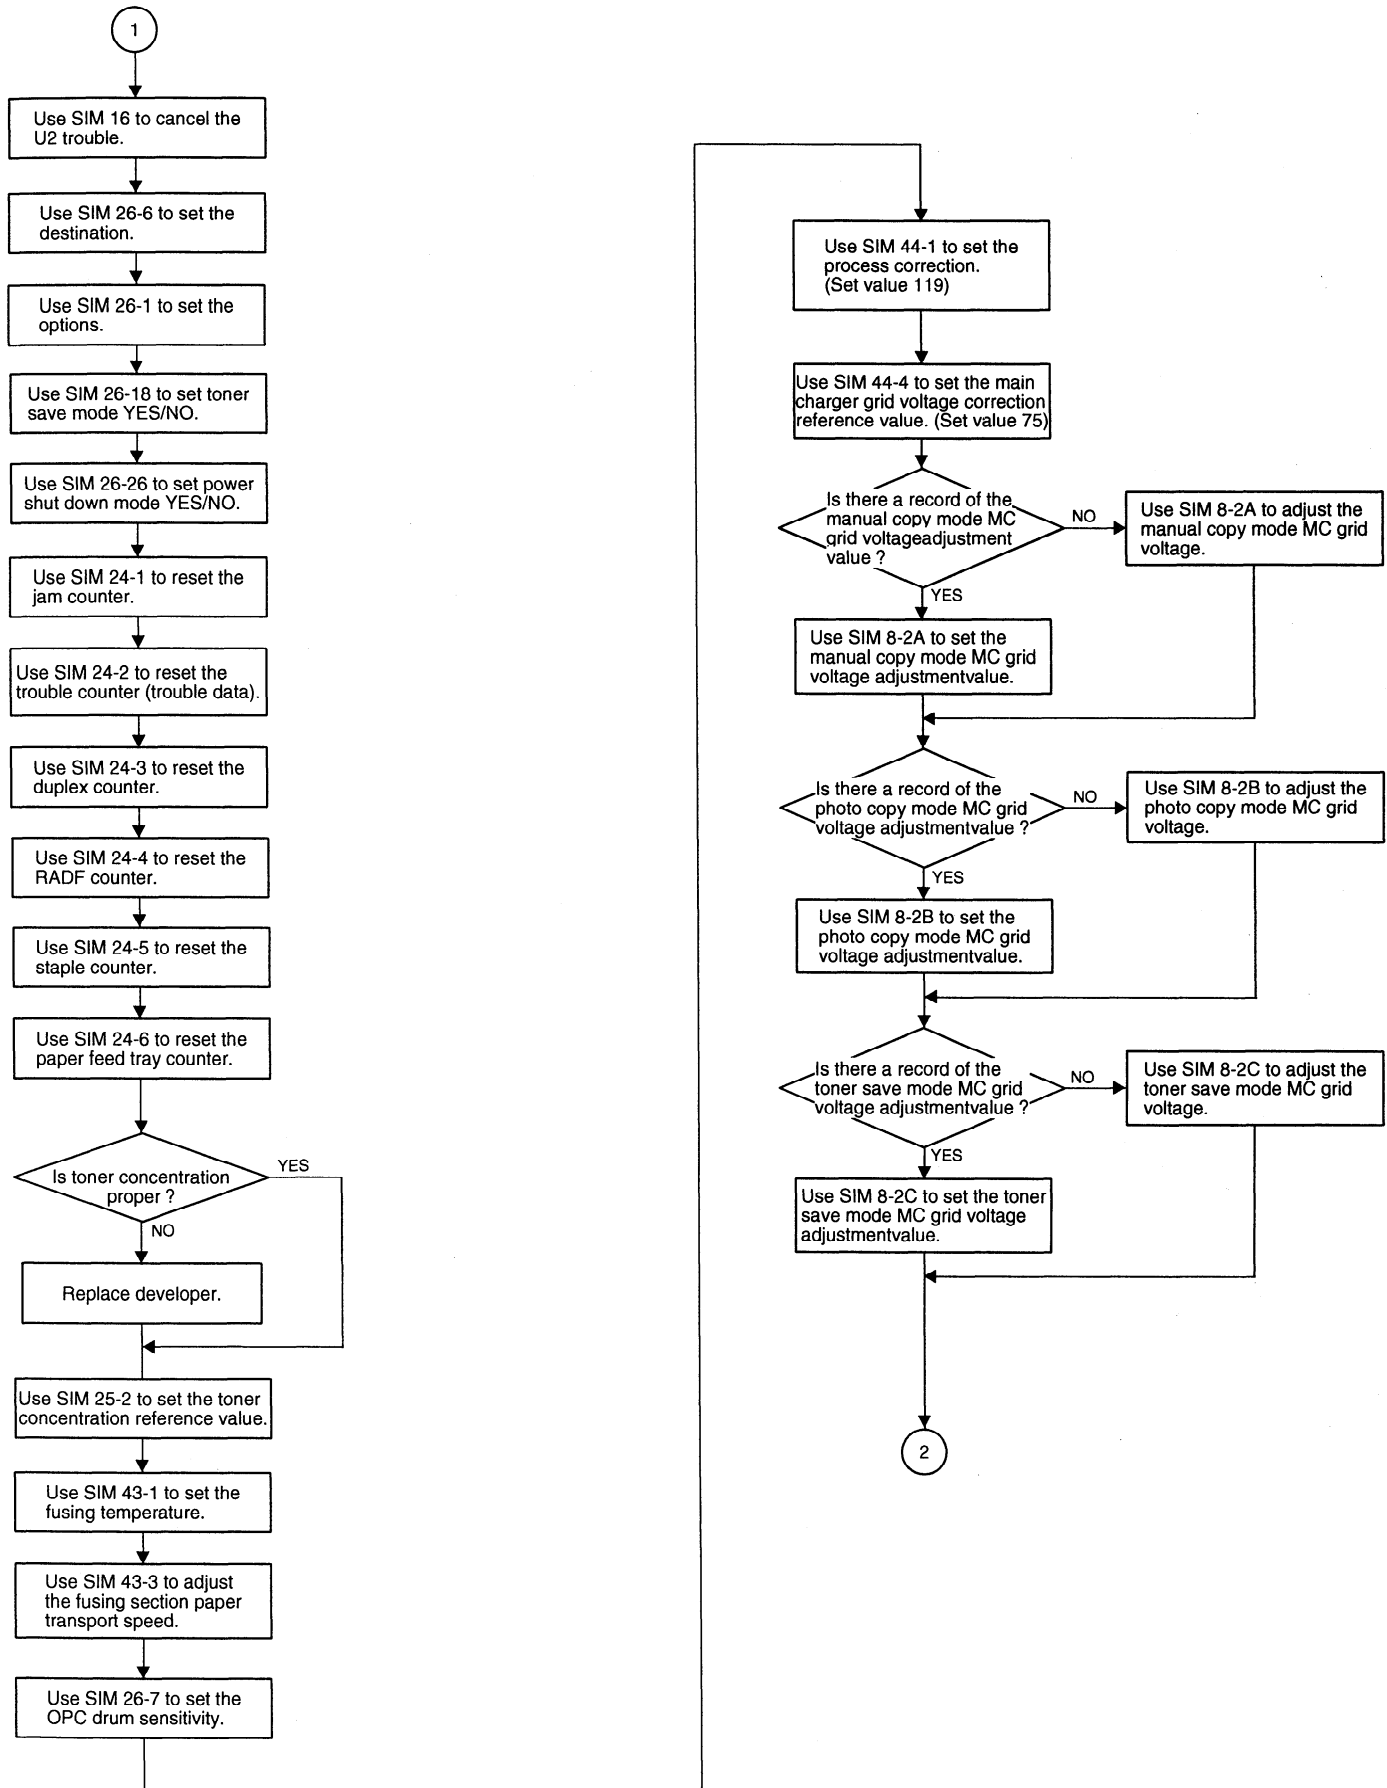 1
Use SIM 16 to cancel the
U2 trouble.
Use SIM 26-6 to set the
destination.
Use SIM 26-1 to set the
options.
Use SIM 26-18 to set toner
save mode YES/NO.
Use SIM 26-26 to set power
shut down mode YES/NO.
Use SIM 24-1 to reset the
jam counter.
Use SIM 24-2 to reset the
trouble counter (trouble data).
Use SIM 24-3 to reset the
duplex counter.
Use SIM 24-4 to reset the
RADF counter.
Use SIM 24-5 to reset the
staple counter.
Use SIM 24-6 to reset the
paper feed tray counter.
Is toner concentration
proper ?
YES
NO
Replace developer.
Use SIM 25-2 to set the toner
concentration reference value.
Use SIM 43-1 to set the
fusing temperature.
Use SIM 43-3 to adjust
the fusing section paper
transport speed.
Use SIM 26-7 to set the
OPC drum sensitivity.
Use SIM 44-1 to set the
process correction.
(Set value 119)
Use SIM 44-4 to set the main
charger grid voltage correction
reference value. (Set value 75)
Is there a record of the
manual copy mode MC
grid voltageadjustment
value ?
NO
Use SIM 8-2A to adjust the
manual copy mode MC grid
voltage.
YES
Use SIM 8-2A to set the
manual copy mode MC grid
voltage adjustmentvalue.
Is there a record of the
photo copy mode MC grid
voltage adjustmentvalue ?
NO
Use SIM 8-2B to adjust the
photo copy mode MC grid
voltage.
YES
Use SIM 8-2B to set the
photo copy mode MC grid
voltage adjustmentvalue.
Is there a record of the
toner save mode MC grid
voltage adjustmentvalue ?
NO
Use SIM 8-2C to adjust the
toner save mode MC grid
voltage.
YES
Use SIM 8-2C to set the toner
save mode MC grid voltage
adjustmentvalue.
2